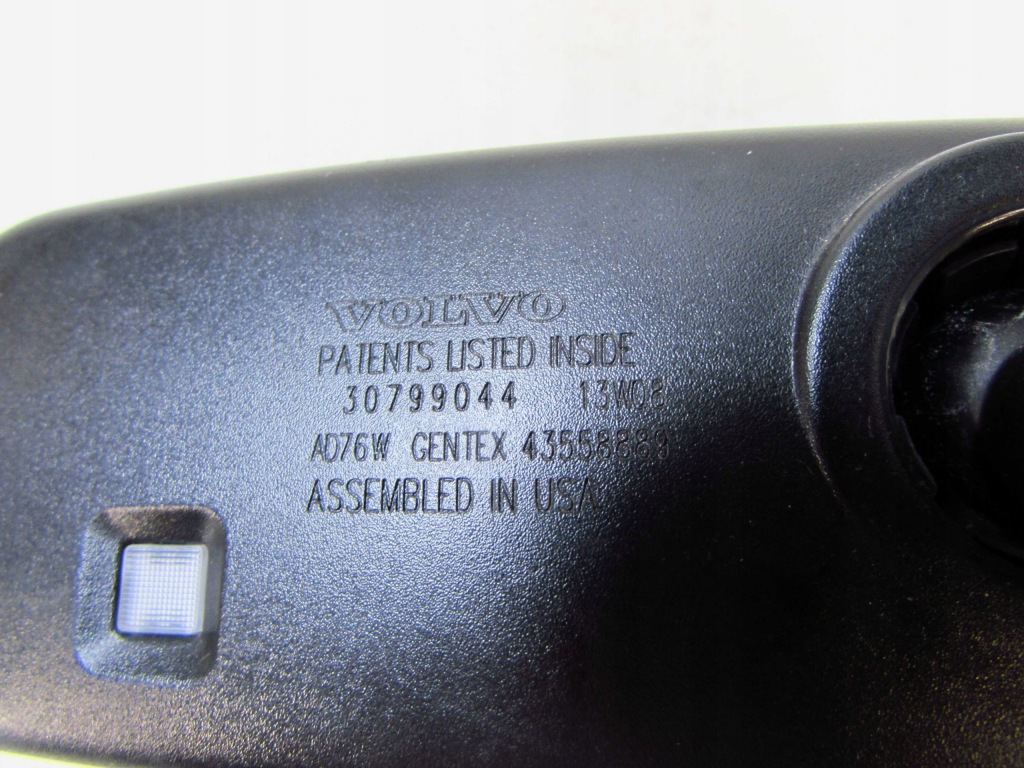 VOLVO
PATENTS LISTED INSIDE
30799044 13W08
AD76W GENTEX 43558889
ASSEMBLED IN USA